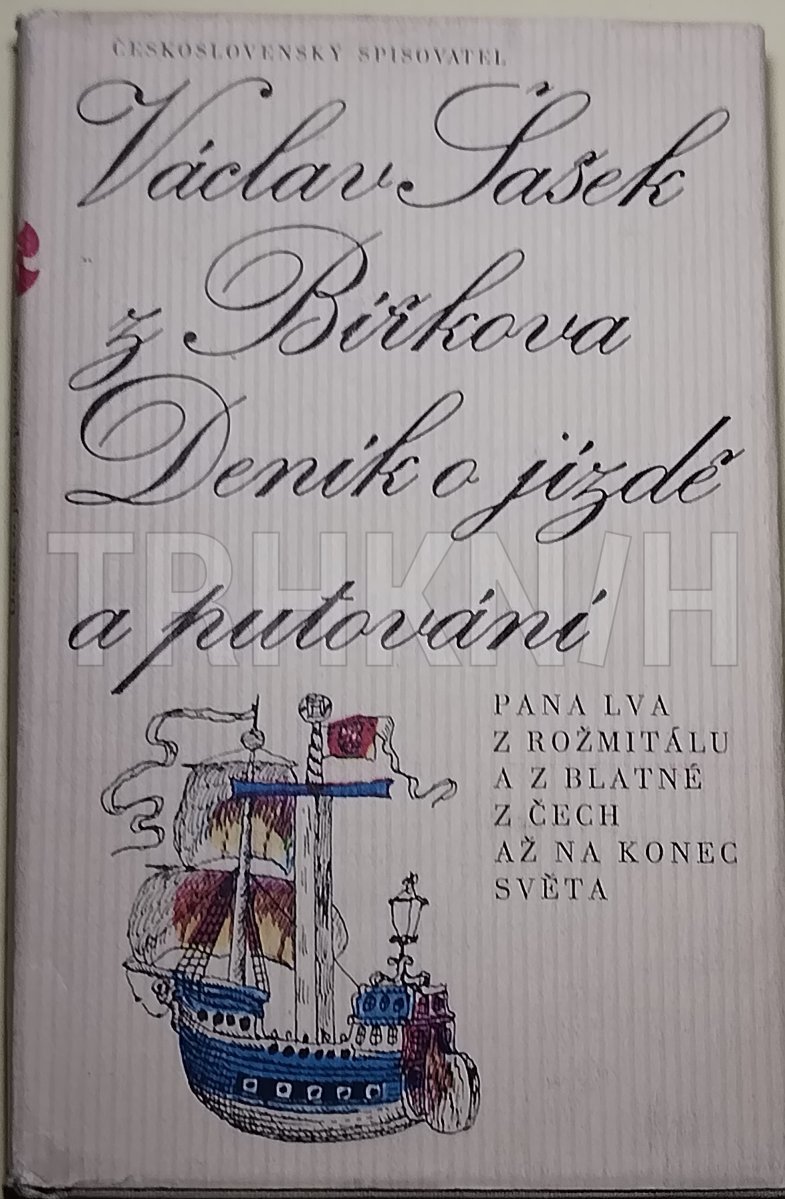 ČESKOSLOVENSKÝ SPISOVATEL
Václav Šašek
z Bířkova
Deník o jízdě
a putování
PANA LVA
Z ROŽMITÁLU
A Z BLATNÉ
Z ČECH
AŽ NA KONEC
SVĚTA
TRHKNIH